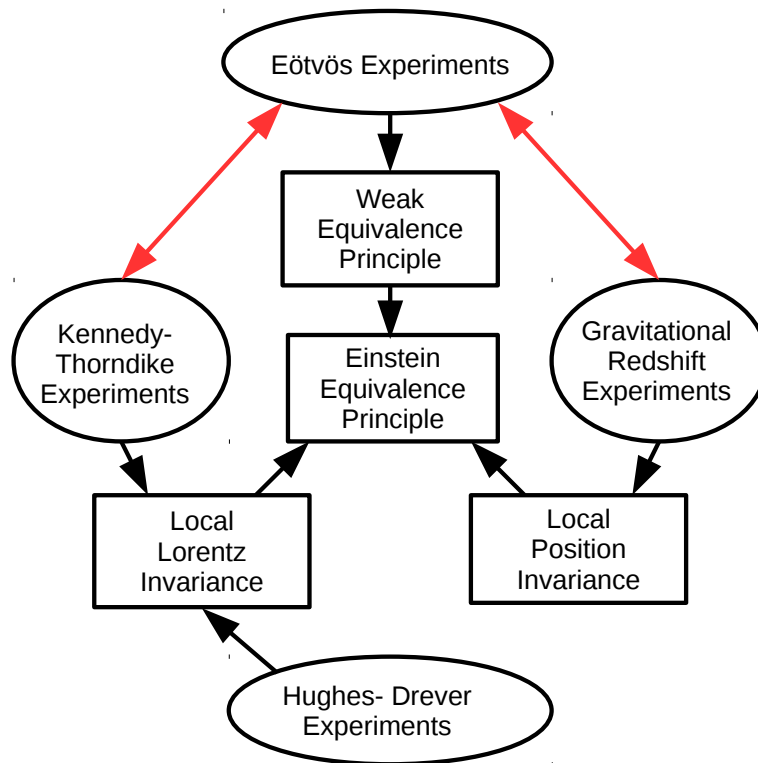 Eötvös Experiments
Weak
Equivalence
Principle
Kennedy-
Thorndike
Experiments
Einstein
Equivalence
Principle
Gravitational
Redshift
Experiments
Local
Lorentz
Invariance
Local
Position
Invariance
Hughes- Drever
Experiments